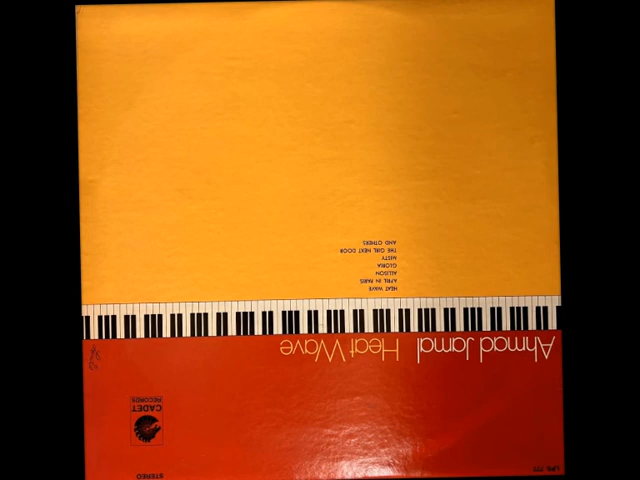 LPS 777
STEREO
CADET
RECORDS
Ahmad Jamal Heat Wave
HEAT WAVE
APRIL IN PARIS
ALLISON
GLORIA
MISTY
THE GIRL NEXT DOOR
AND OTHERS